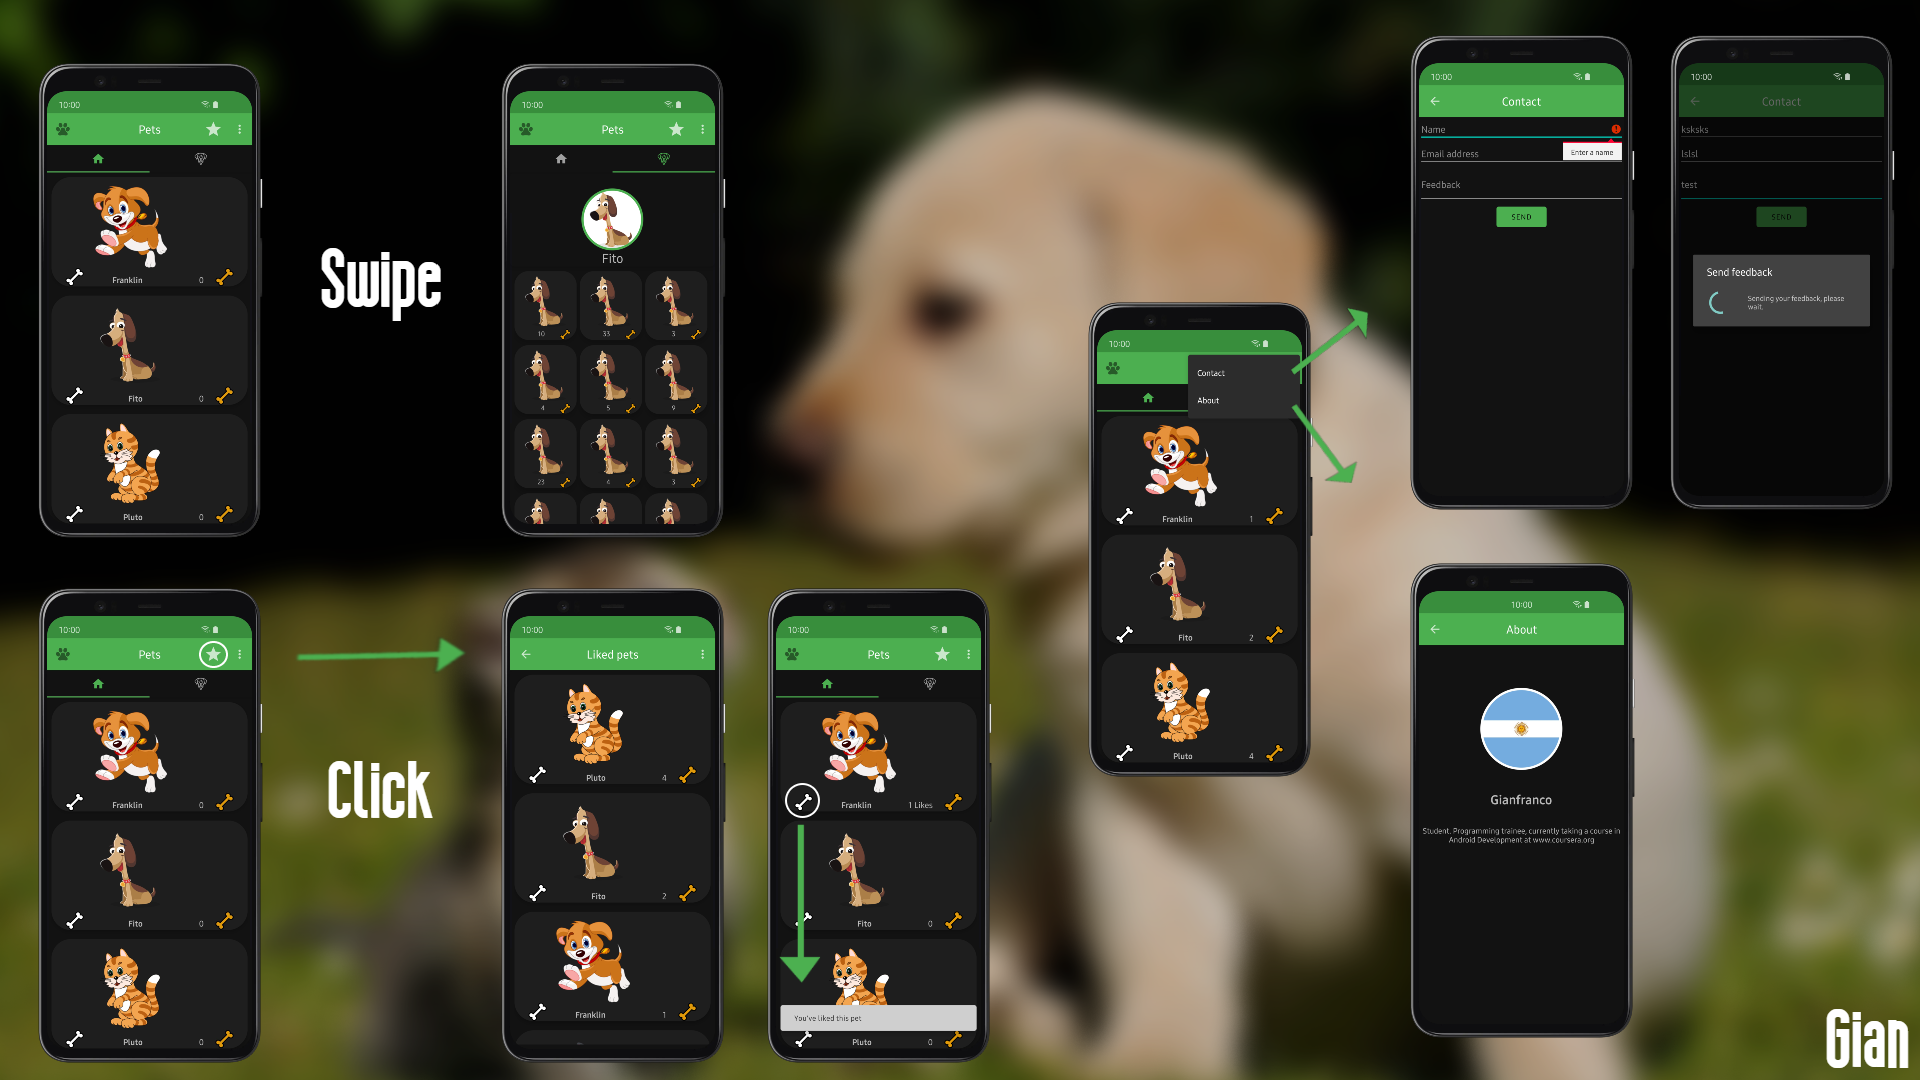 10:00
Pets
Franklin 0
Fito 0
Pluto 0
Swipe
10:00
Pets
Fito
10 33 3
4 5 9
23 4 3
10:00
Contact
About
Franklin 1
Fito 2
Pluto 4
10:00
Contact
Name
Enter a name
Email address
Feedback
SEND
10:00
Contact
ksksks
lslsl
test
SEND
Send feedback
Sending your feedback, please
wait.
10:00
Pets
Franklin 0
Fito 0
Pluto 0
Click
10:00
Liked pets
Pluto 4
Fito 2
Franklin 1
10:00
Pets
Franklin 1 Likes
Fito 0
You've liked this pet
Pluto 0
10:00
About
Gianfranco
Student. Programming trainee, currently taking a course in
Android Development at www.coursera.org
Gian